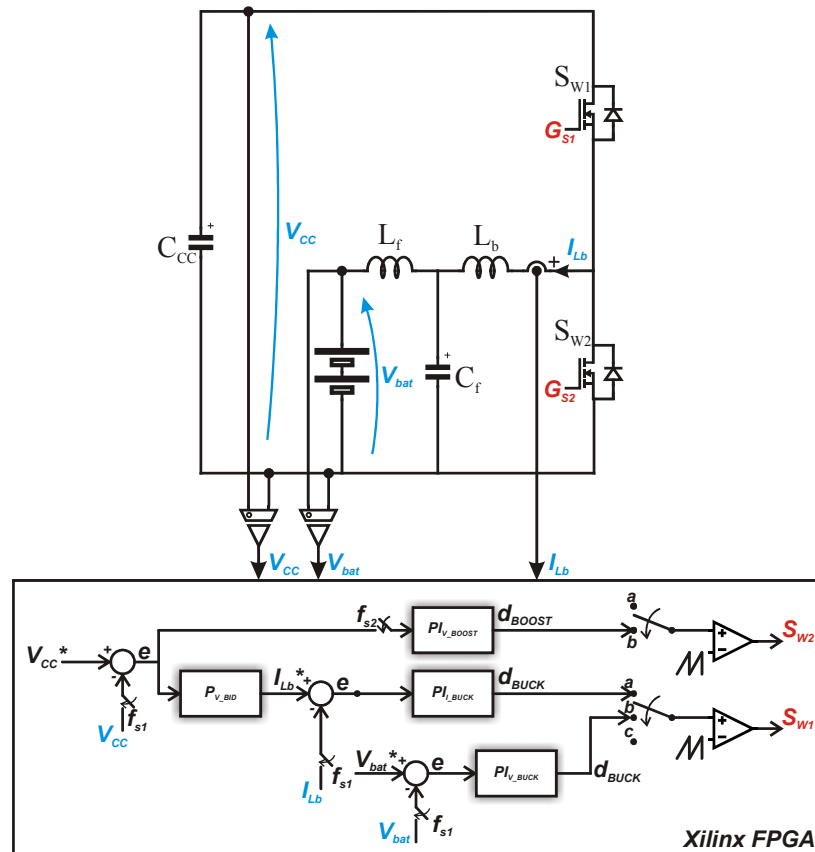 S_W1
G_S1
V_CC
C_CC
+
L_f
L_b
I_Lb
+
S_W2
G_S2
V_bat
C_f
+
V_CC
V_bat
I_Lb
V_CC*
+
-
e
f_s1
V_CC
f_s2
PI_V_BOOST
d_BOOST
a
b
+
-
S_W2
P_V_BID
I_Lb*
+
-
e
f_s1
I_Lb
PI_I_BUCK
d_BUCK
a
b
c
+
-
S_W1
V_bat*
+
-
e
f_s1
V_bat
PI_V_BUCK
d_BUCK
Xilinx FPGA